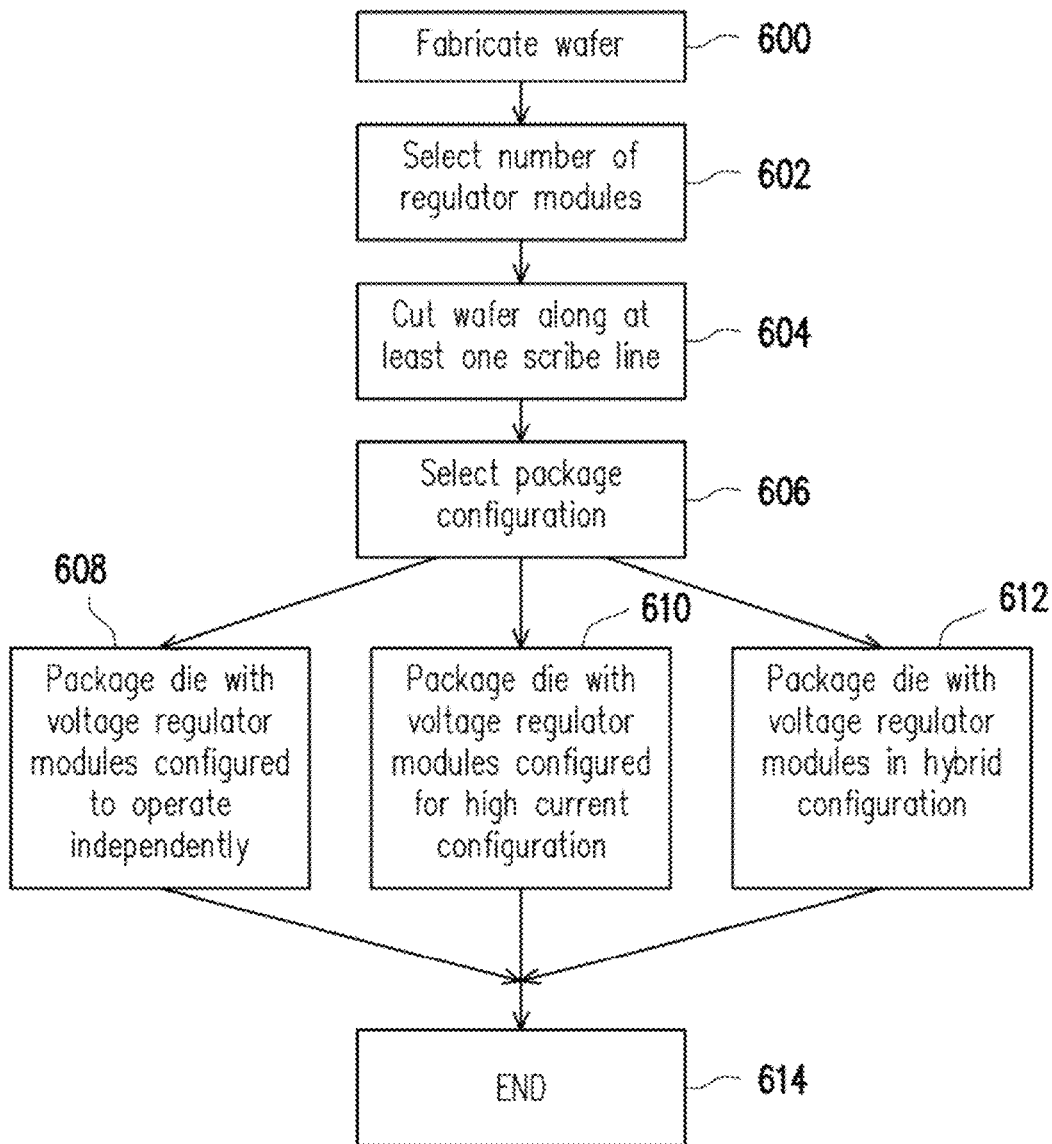 Fabricate wafer
600
Select number of
regulator modules
602
Cut wafer along at
least one scribe line
604
Select package
configuration
606
608
Package die with
voltage regulator
modules configured
to operate
independently
610
Package die with
voltage regulator
modules configured
for high current
configuration
612
Package die with
voltage regulator
modules in hybrid
configuration
END
614